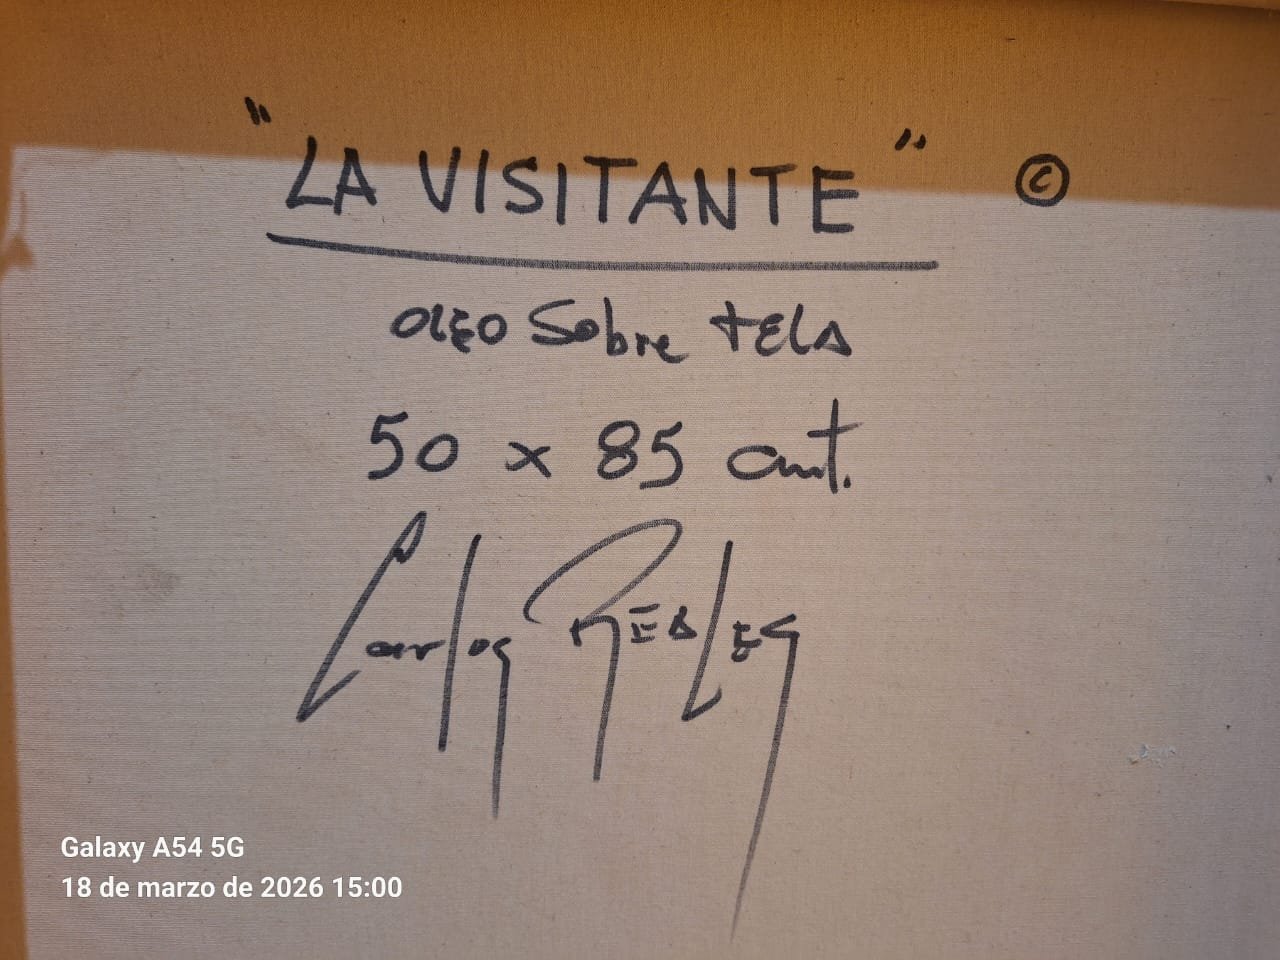 "LA VISITANTE" ©
OLEO Sobre TELA
50 x 85 cmt.
Carlos REBLES
Galaxy A54 5G
18 de marzo de 2026 15:00